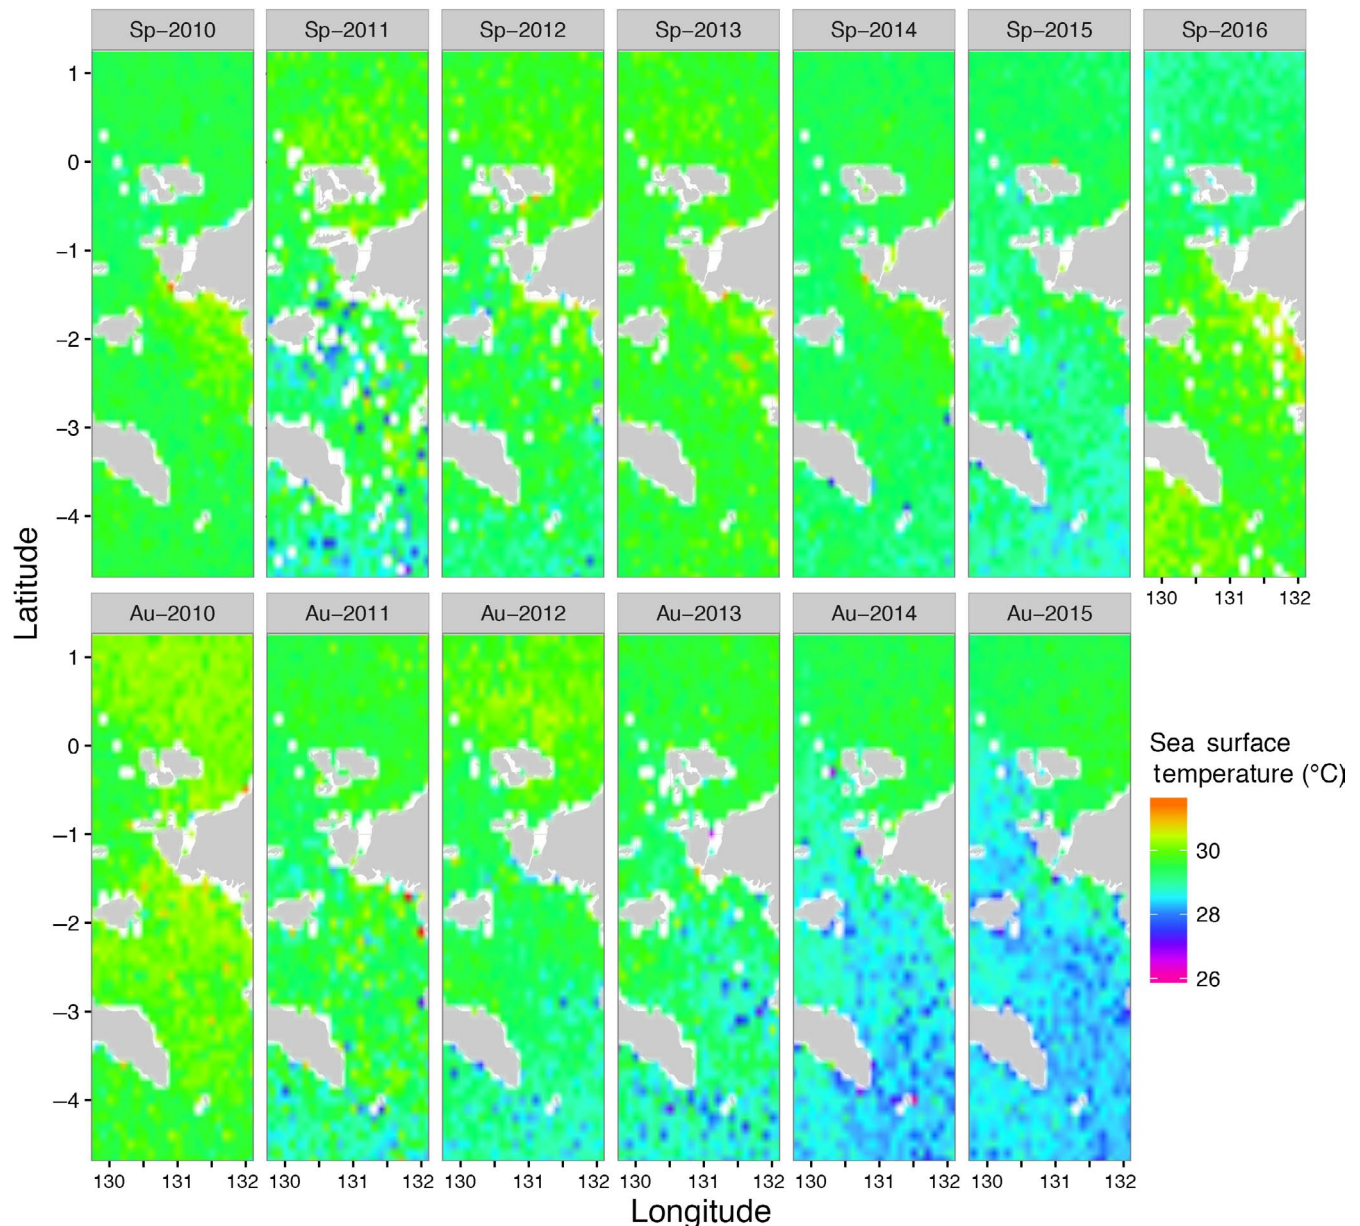 Sp−2010 Sp−2011 Sp−2012 Sp−2013 Sp−2014 Sp−2015 Sp−2016
1
0
−1
−2
−3
−4
130 131 132
Latitude
Au−2010 Au−2011 Au−2012 Au−2013 Au−2014 Au−2015
1
0
−1
−2
−3
−4
Sea surface
temperature (°C)
30
28
26
130 131 132 130 131 132 130 131 132 130 131 132 130 131 132 130 131 132
Longitude